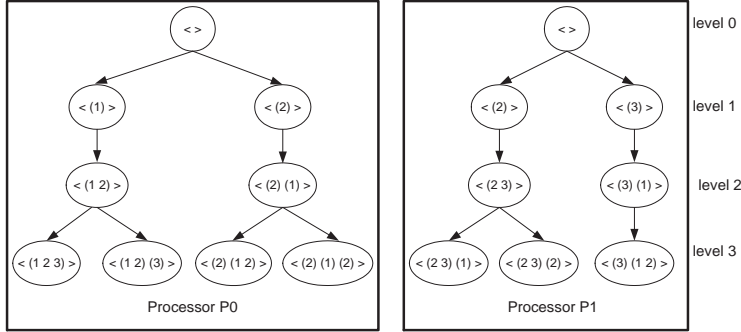 < > < > level 0
< (1) > < (2) > < (2) > < (3) > level 1
< (1 2) > < (2) (1) > < (2 3) > < (3) (1) > level 2
< (1 2 3) > < (1 2) (3) > < (2) (1 2) > < (2) (1) (2) > < (2 3) (1) > < (2 3) (2) > < (3) (1 2) > level 3
Processor P0 Processor P1